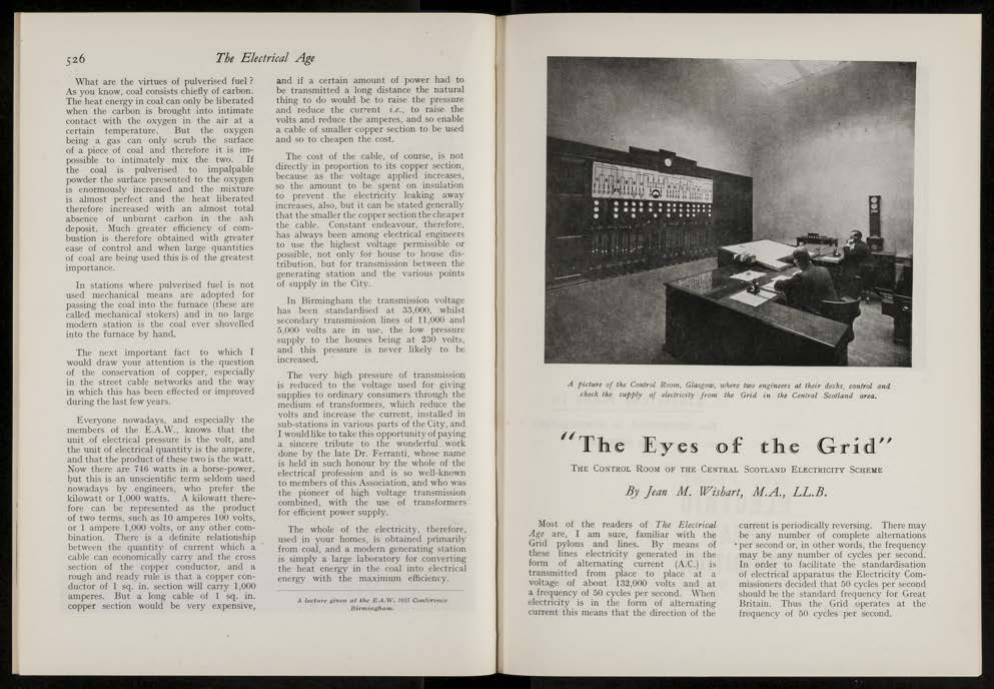 526
The Electrical Age
What are the virtues of pulverised fuel?
As you know, coal consists chiefly of carbon.
The heat energy in coal can only be liberated
when the carbon is brought into intimate
contact with the oxygen in the air at a
certain temperature. But the oxygen
being a gas can only scrub the surface
of a piece of coal and therefore it is im-
possible to intimately mix the two. If
the coal is pulverised to impalpable
powder the surface presented to the oxygen
is enormously increased and the mixture
is almost perfect and the heat liberated
therefore increased with an almost total
absence of unburnt carbon in the ash
deposit. Much greater efficiency of com-
bustion is therefore obtained with greater
ease of control and when large quantities
of coal are being used this is of the greatest
importance.
In stations where pulverised fuel is not
used mechanical means are adopted for
passing the coal into the furnace (these are
called mechanical stokers) and in no large
modern station is the coal ever shovelled
into the furnace by hand.
The next important fact to which I
would draw your attention is the question
of the conservation of copper, especially
in the street cable networks and the way
in which this has been effected or improved
during the last few years.
Everyone nowadays, and especially the
members of the E.A.W., knows that the
unit of electrical pressure is the volt, and
the unit of electrical quantity is the ampere,
and that the product of these two is the watt.
Now there are 746 watts in a horse-power,
but this is an unscientific term seldom used
nowadays by engineers, who prefer the
kilowatt or 1,000 watts. A kilowatt there-
fore can be represented as the product
of two terms, such as 10 amperes 100 volts,
or 1 ampere 1,000 volts, or any other com-
bination. There is a definite relationship
between the quantity of current which a
cable can economically carry and the cross
section of the copper conductor, and a
rough and ready rule is that a copper con-
ductor of 1 sq. in. section will carry 1,000
amperes. But a long cable of 1 sq. in.
copper section would be very expensive,
and if a certain amount of power had to
be transmitted a long distance the natural
thing to do would be to raise the pressure
and reduce the current i.e., to raise the
volts and reduce the amperes, and so enable
a cable of smaller copper section to be used
and so to cheapen the cost.
The cost of the cable, of course, is not
directly in proportion to its copper section,
because as the voltage applied increases,
so the amount to be spent on insulation
to prevent the electricity leaking away
increases, also, but it can be stated generally
that the smaller the copper section the cheaper
the cable. Constant endeavour, therefore,
has always been among electrical engineers
to use the highest voltage permissible or
possible, not only for house to house dis-
tribution, but for transmission between the
generating station and the various points
of supply in the City.
In Birmingham the transmission voltage
has been standardised at 33,000, whilst
secondary transmission lines of 11,000 and
5,000 volts are in use, the low pressure
supply to the houses being at 230 volts,
and this pressure is never likely to be
increased.
The very high pressure of transmission
is reduced to the voltage used for giving
supplies to ordinary consumers through the
medium of transformers, which reduce the
volts and increase the current, installed in
sub-stations in various parts of the City, and
I would like to take this opportunity of paying
a sincere tribute to the wonderful work
done by the late Dr. Ferranti, whose name
is held in such honour by the whole of the
electrical profession and is so well-known
to members of this Association, and who was
the pioneer of high voltage transmission
combined, with the use of transformers
for efficient power supply.
The whole of the electricity, therefore,
used in your homes, is obtained primarily
from coal, and a modern generating station
is simply a large laboratory for converting
the heat energy in the coal into electrical
energy with the maximum efficiency.
A lecture given at the E.A.W. 1935 Conference
Birmingham.
A picture of the Control Room, Glasgow, where two engineers at their desks, control and
check the supply of electricity from the Grid in the Central Scotland area.
"The Eyes of the Grid"
THE CONTROL ROOM OF THE CENTRAL SCOTLAND ELECTRICITY SCHEME
By Jean M. Wishart, M.A., LL.B.
Most of the readers of The Electrical
Age are, I am sure, familiar with the
Grid pylons and lines. By means of
these lines electricity generated in the
form of alternating current (A.C.) is
transmitted from place to place at a
voltage of about 132,000 volts and at
a frequency of 50 cycles per second. When
electricity is in the form of alternating
current this means that the direction of the
current is periodically reversing. There may
be any number of complete alternations
per second or, in other words, the frequency
may be any number of cycles per second.
In order to facilitate the standardisation
of electrical apparatus the Electricity Com-
missioners decided that 50 cycles per second
should be the standard frequency for Great
Britain. Thus the Grid operates at the
frequency of 50 cycles per second.